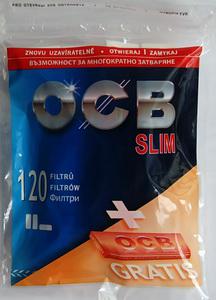 ZNOVU UZAVÍRATELNÉ • OTWIERAJ I ZAMYKAJ
ВЪЗМОЖНОСТ ЗА МНОГОКРАТНО ЗАТВАРЯНЕ
OCB
SLIM
120
FILTRŮ
FILTRÓW
Филтри
+
OCB
GRATIS